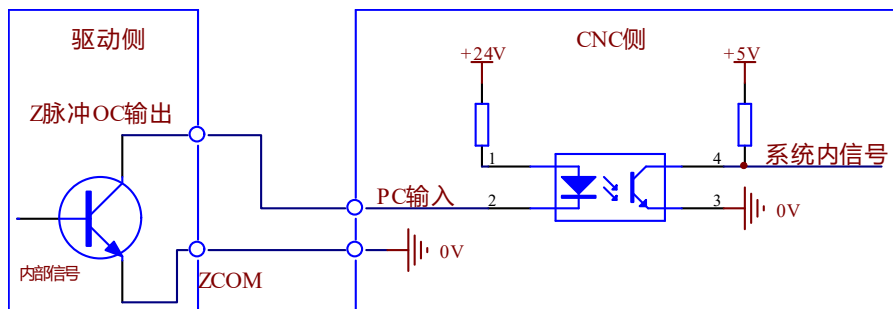 驱动侧
CNC侧
+24V
+5V
Z脉冲OC输出
1
4
系统内信号
PC输入
2
3
0V
内部信号
ZCOM
0V